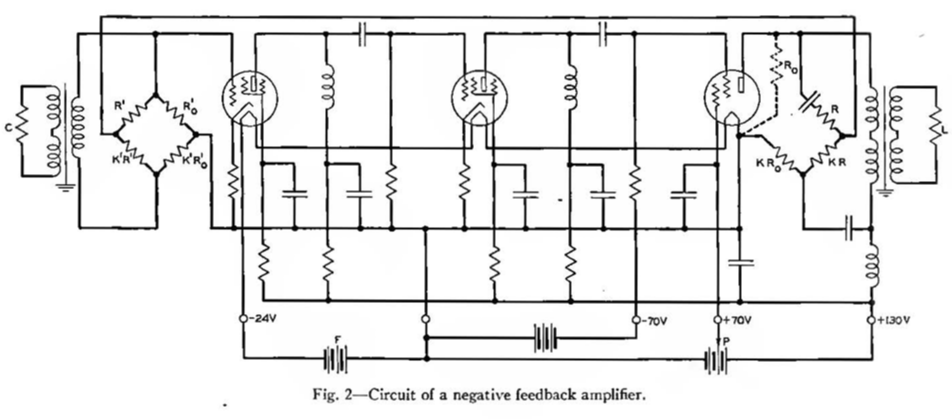 C
R'
R'o
K'R'
K'R'o
Ro
R
KRo
KR
L
-24V
-70V
+70V
+130V
F
P
Fig. 2—Circuit of a negative feedback amplifier.